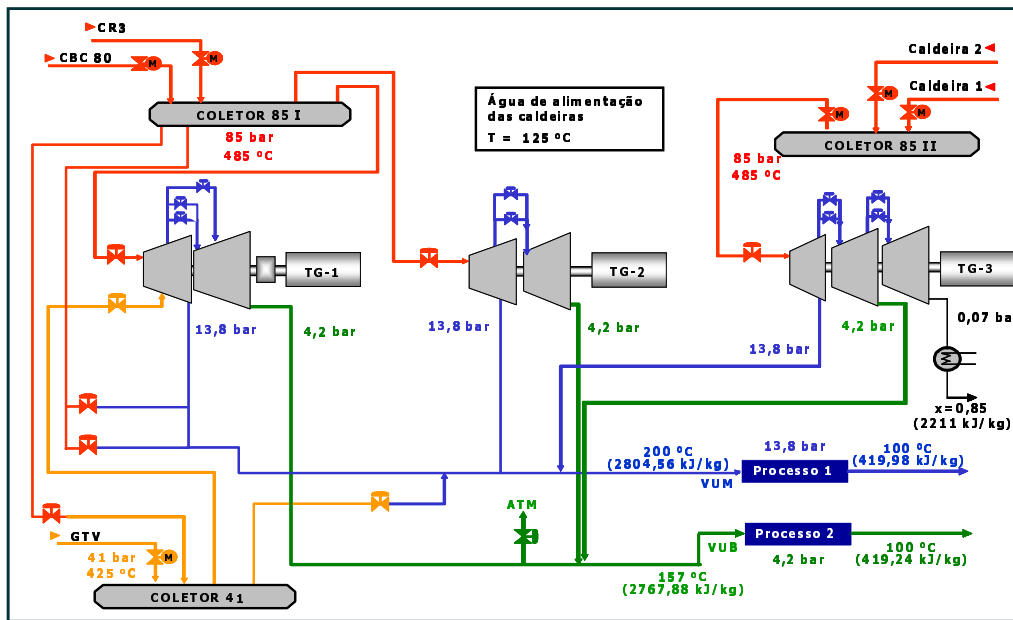 CR3
CBC 80
M
M
COLETOR 85 I
85 bar
485 ºC
Água de alimentação
das caldeiras
T = 125 ºC
Caldeira 2
Caldeira 1
M
M
M
COLETOR 85 II
85 bar
485 ºC
TG-1
TG-2
TG-3
13,8 bar
4,2 bar
13,8 bar
4,2 bar
13,8 bar
4,2 bar
0,07 ba
x=0,85
(2211 kJ/kg)
200 ºC
(2804,56 kJ/kg)
VUM
13,8 bar
Processo 1
100ºC
(419,98 kJ/kg)
ATM
GTV
M
41 bar
425 ºC
COLETOR 41
VUB
Processo 2
4,2 bar
100ºC
(419,24 kJ/kg)
157 ºC
(2767,88 kJ/kg)